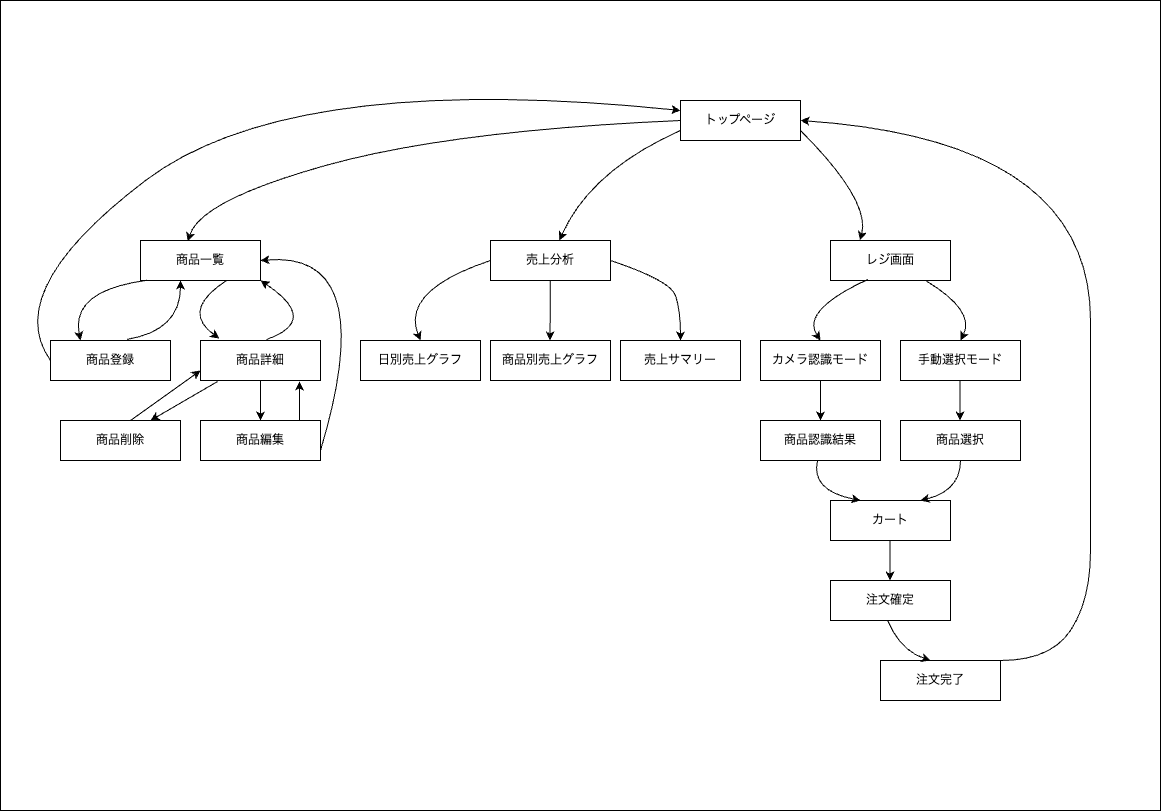 トップページ
商品一覧
売上分析
レジ画面
商品登録
商品詳細
日別売上グラフ
商品別売上グラフ
売上サマリー
カメラ認識モード
手動選択モード
商品削除
商品編集
商品認識結果
商品選択
カート
注文確定
注文完了